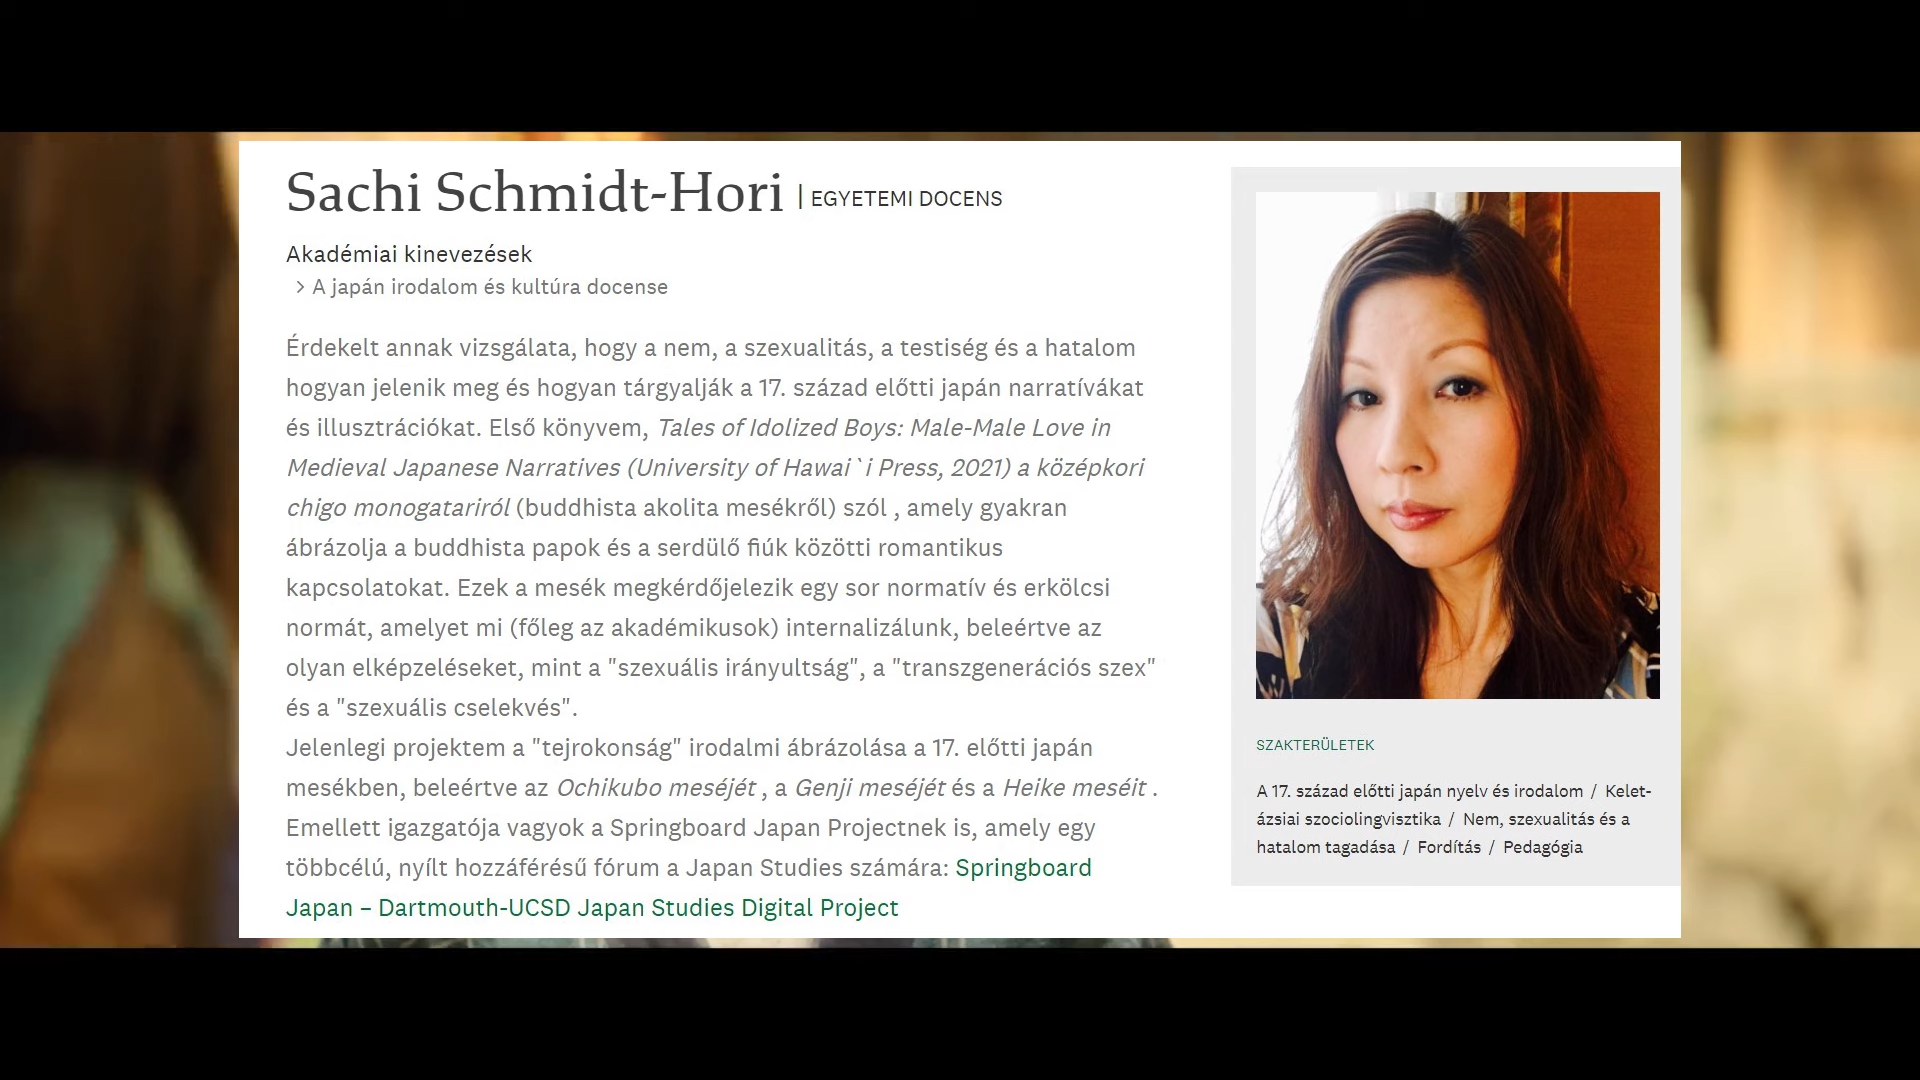 Sachi Schmidt-Hori | EGYETEMI DOCENS
Akadémiai kinevezések
> A japán irodalom és kultúra docense
Érdekelt annak vizsgálata, hogy a nem, a szexualitás, a testiség és a hatalom
hogyan jelenik meg és hogyan tárgyalják a 17. század előtti japán narratívákat
és illusztrációkat. Első könyvem, Tales of Idolized Boys: Male-Male Love in
Medieval Japanese Narratives (University of Hawai`i Press, 2021) a középkori
chigo monogatariról (buddhista akolita mesékről) szól , amely gyakran
ábrázolja a buddhista papok és a serdülő fiúk közötti romantikus
kapcsolatokat. Ezek a mesék megkérdőjelezik egy sor normatív és erkölcsi
normát, amelyet mi (főleg az akadémikusok) internalizálunk, beleértve az
olyan elképzeléseket, mint a "szexuális irányultság", a "transzgenerációs szex"
és a "szexuális cselekvés".
Jelenlegi projektem a "tejrokonság" irodalmi ábrázolása a 17. előtti japán
mesékben, beleértve az Ochikubo meséjét , a Genji meséjét és a Heike meséit .
Emellett igazgatója vagyok a Springboard Japan Projectnek is, amely egy
többcélú, nyílt hozzáférésű fórum a Japan Studies számára: Springboard
Japan – Dartmouth-UCSD Japan Studies Digital Project
SZAKTERÜLETEK
A 17. század előtti japán nyelv és irodalom / Kelet-
ázsiai szociolingvisztika / Nem, szexualitás és a
hatalom tagadása / Fordítás / Pedagógia